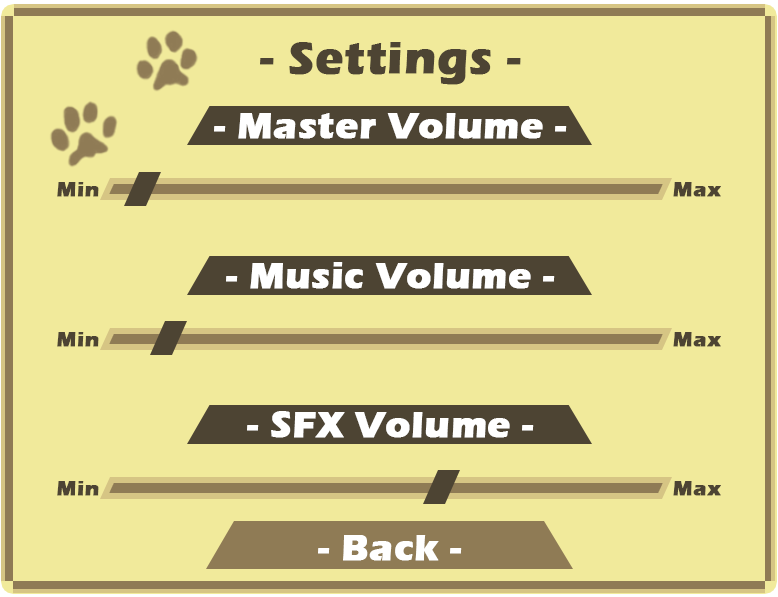 - Settings -
- Master Volume -
Min Max
- Music Volume -
Min Max
- SFX Volume -
Min Max
- Back -